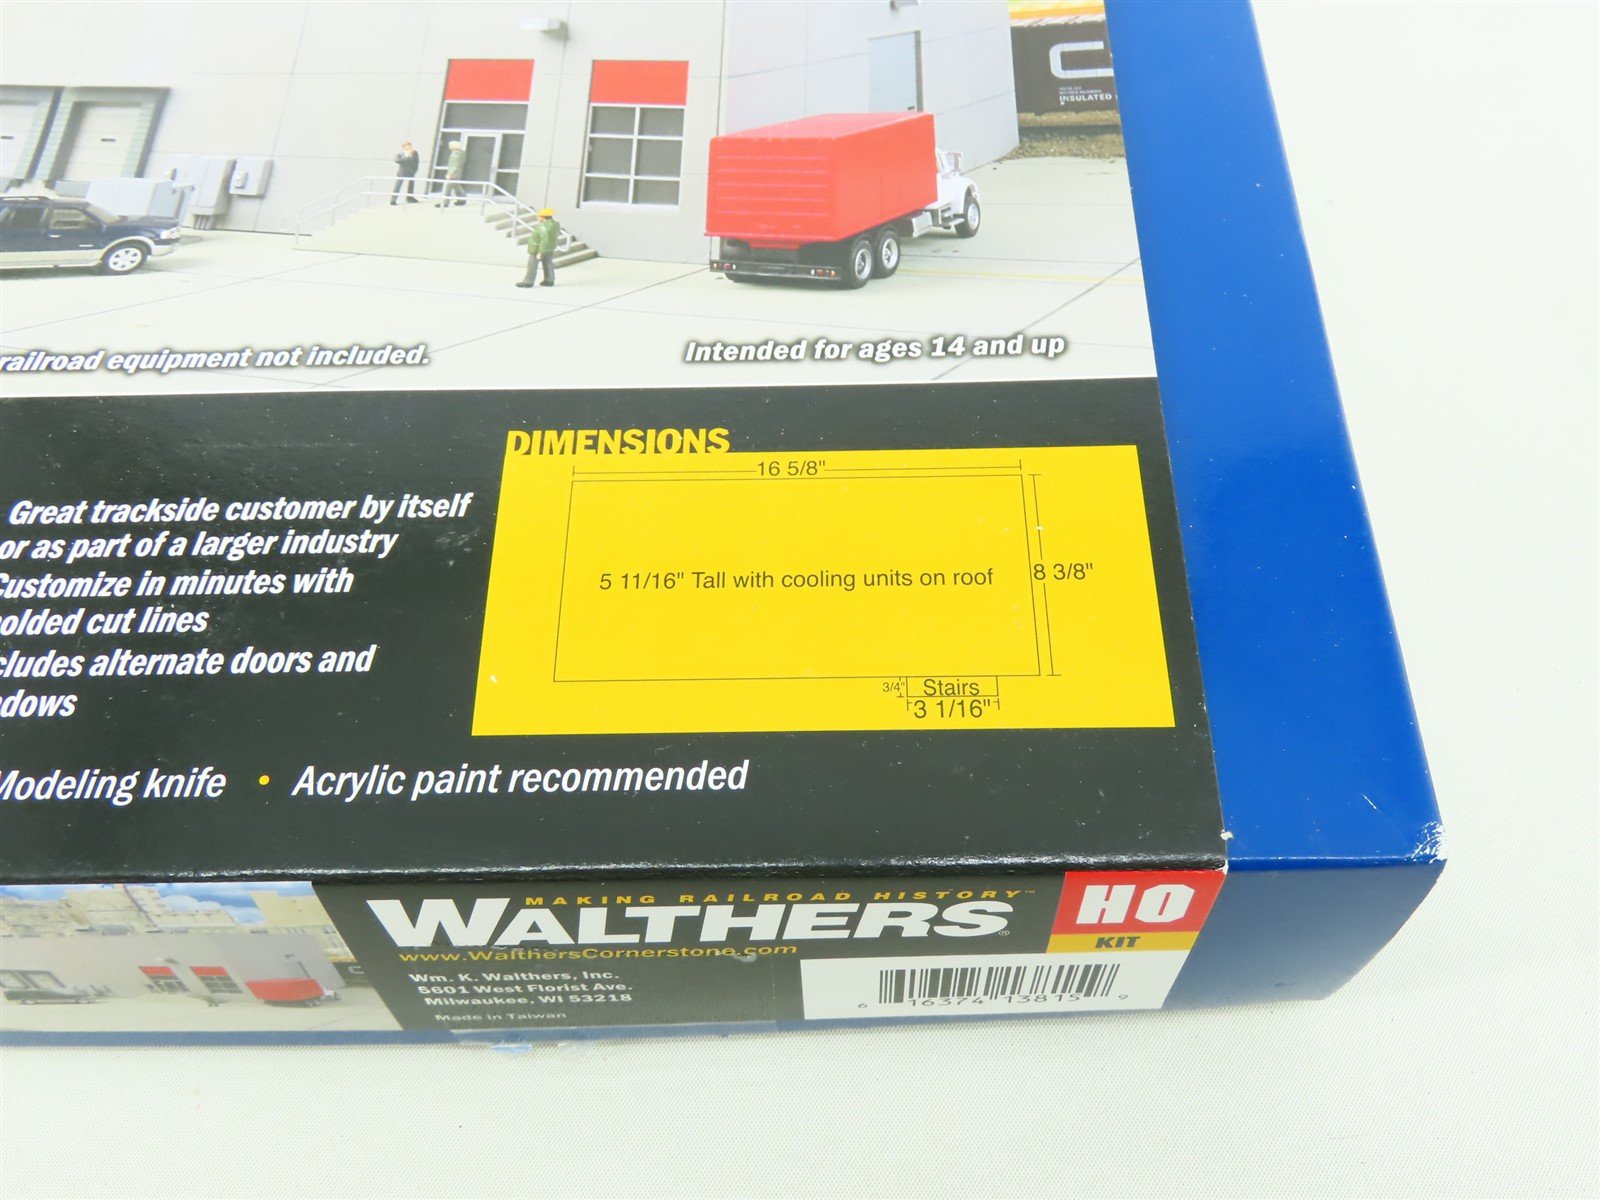 INSULATED
railroad equipment not included.
Intended for ages 14 and up
DIMENSIONS
16 5/8"
5 11/16" Tall with cooling units on roof
8 3/8"
3/4"
Stairs
3 1/16"
Great trackside customer by itself
or as part of a larger industry
Customize in minutes with
olded cut lines
cludes alternate doors and
dows
Modeling knife • Acrylic paint recommended
MAKING RAILROAD HISTORY™
WALTHERS®
www.WalthersCornerstone.com
Wm. K. Walthers, Inc.
5601 West Florist Ave.
Milwaukee, WI 53218
Made in Taiwan
HO
KIT
6 16374 13815 9